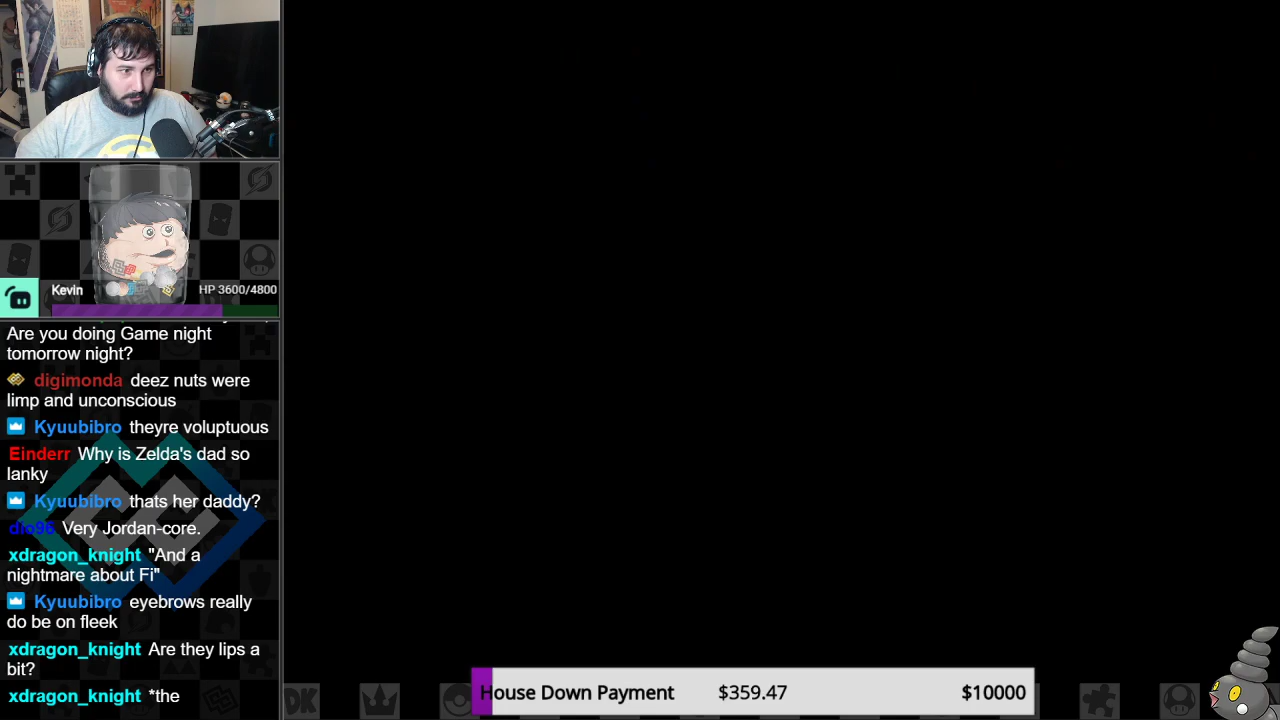 Kevin HP 3600/4800
Are you doing Game night
tomorrow night?
digimonda deez nuts were
limp and unconscious
Kyuubibro theyre voluptuous
Einderr Why is Zelda's dad so
lanky
Kyuubibro thats her daddy?
dio96 Very Jordan-core.
xdragon_knight "And a
nightmare about Fi"
Kyuubibro eyebrows really
do be on fleek
xdragon_knight Are they lips a
bit?
xdragon_knight *the
DK
House Down Payment $359.47 $10000